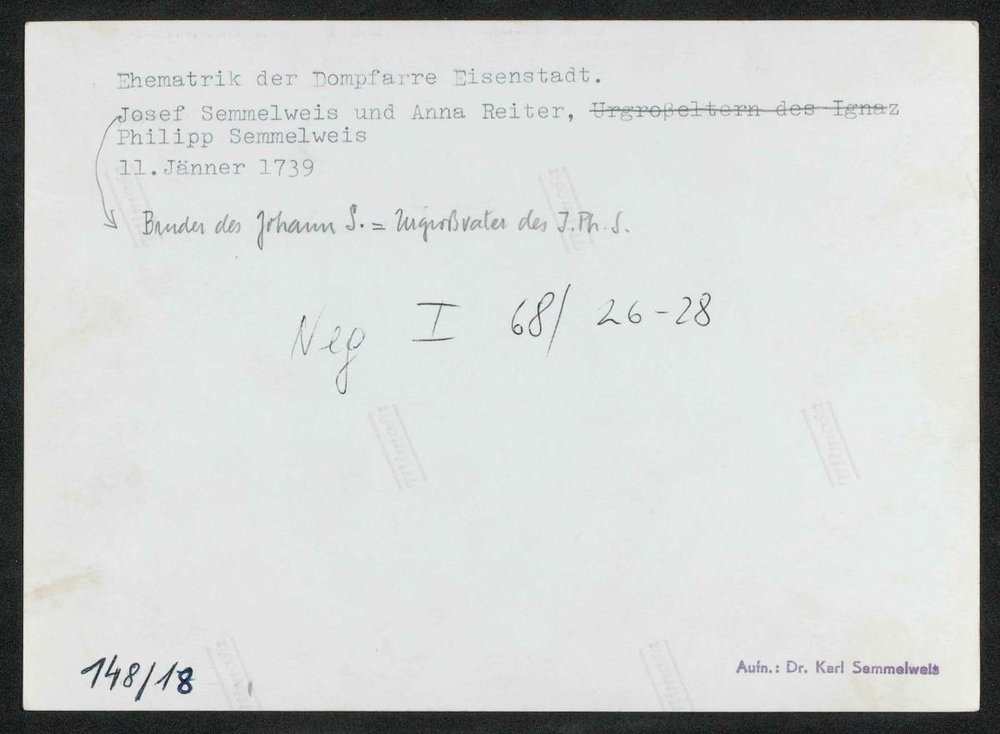 Ehematrik der Dompfarre Eisenstadt.
Josef Semmelweis und Anna Reiter, Urgroßeltern des Ignaz
Philipp Semmelweis
11.Jänner 1739
Bruder des Johann S. = Urgroßvater des I.Ph.S.
Neg I 68/ 26-28
148/18
Aufn.: Dr. Karl Semmelweis